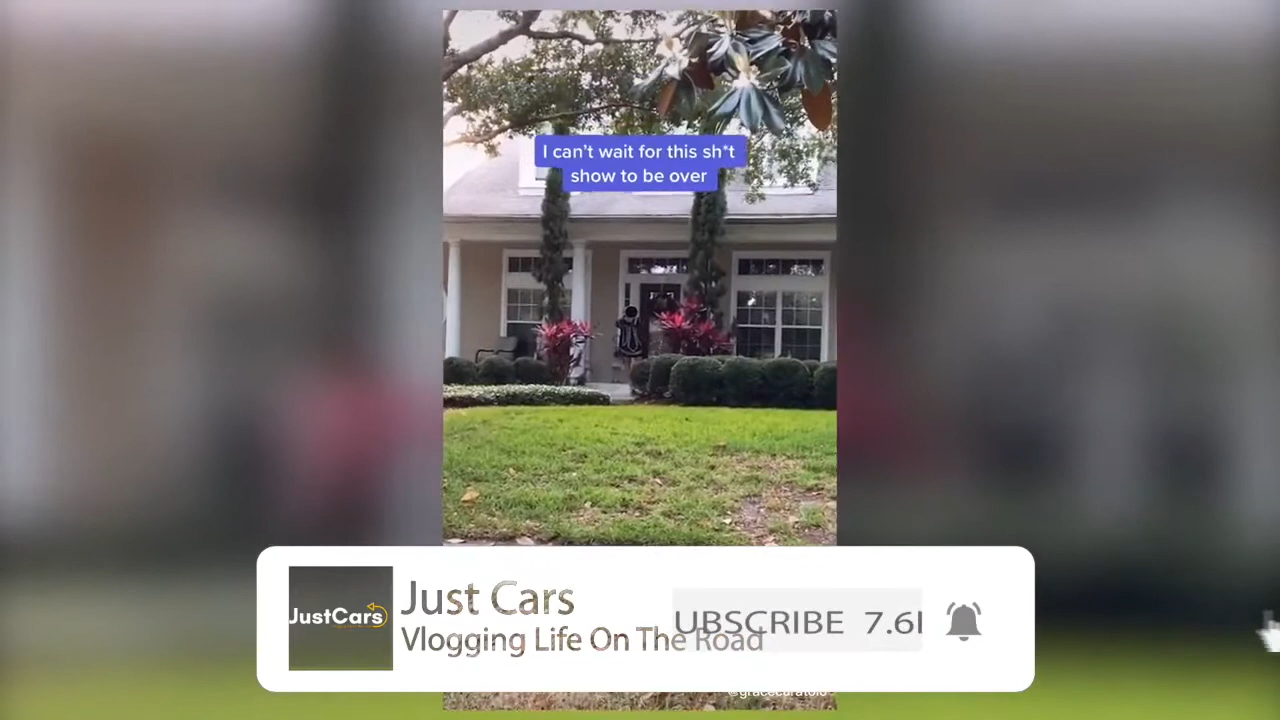 I can't wait for this sh*t
show to be over
JustCars
Just Cars
Vlogging Life On The Road
UBSCRIBE 7.6